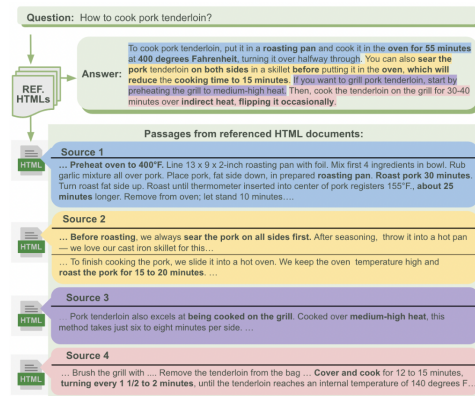 Question: How to cook pork tenderloin?
REF.
HTMLs
Answer:
To cook pork tenderloin, put it in a roasting pan and cook it in the oven for 55 minutes
at 400 degrees Fahrenheit, turning it over halfway through. You can also sear the
pork tenderloin on both sides in a skillet before putting it in the oven, which will
reduce the cooking time to 15 minutes. If you want to grill pork tenderloin, start by
preheating the grill to medium-high heat. Then, cook the tenderloin on the grill for 30-40
minutes over indirect heat, flipping it occasionally.
Passages from referenced HTML documents:
Source 1
... Preheat oven to 400°F. Line 13 x 9 x 2-inch roasting pan with foil. Mix first 4 ingredients in bowl. Rub
garlic mixture all over pork. Place pork, fat side down, in prepared roasting pan. Roast pork 30 minutes.
Turn roast fat side up. Roast until thermometer inserted into center of pork registers 155°F., about 25
minutes longer. Remove from oven; let stand 10 minutes....
HTML
Source 2
... Before roasting, we always sear the pork on all sides first. After seasoning, throw it into a hot pan
— we love our cast iron skillet for this...
... To finish cooking the pork, we slide it into a hot oven. We keep the oven temperature high and
roast the pork for 15 to 20 minutes. ...
HTML
Source 3
... Pork tenderloin also excels at being cooked on the grill. Cooked over medium-high heat, this
method takes just six to eight minutes per side. ...
HTML
Source 4
... Brush the grill with .... Remove the tenderloin from the bag ... Cover and cook for 12 to 15 minutes,
turning every 1 1/2 to 2 minutes, until the tenderloin reaches an internal temperature of 140 degrees F...
HTML